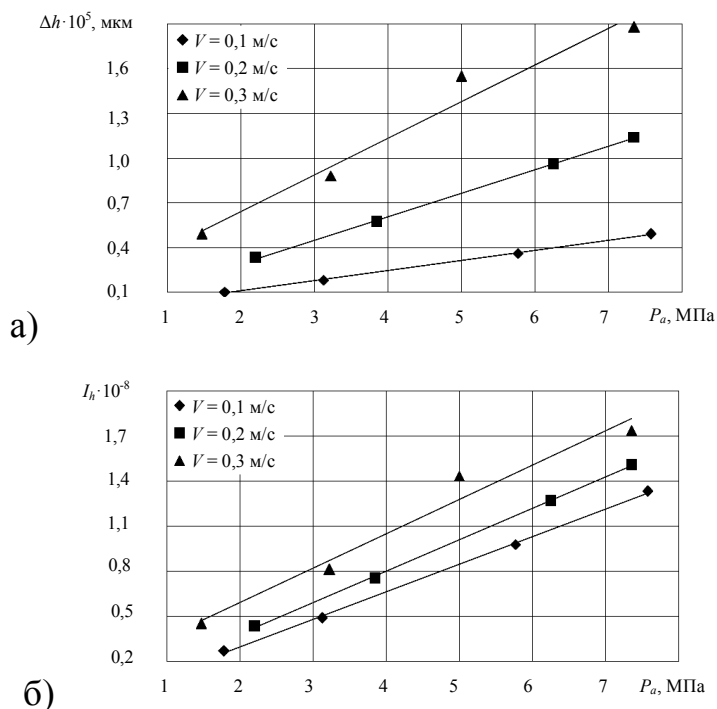 Δh·10⁵, мкм
V = 0,1 м/с
V = 0,2 м/с
V = 0,3 м/с
1,6
1,3
1,0
0,7
0,4
0,1
1 2 3 4 5 6 7 Pₐ, МПа
а)
Iₕ·10⁻⁸
V = 0,1 м/с
V = 0,2 м/с
V = 0,3 м/с
1,7
1,4
1,1
0,8
0,5
0,2
1 2 3 4 5 6 7 Pₐ, МПа
б)